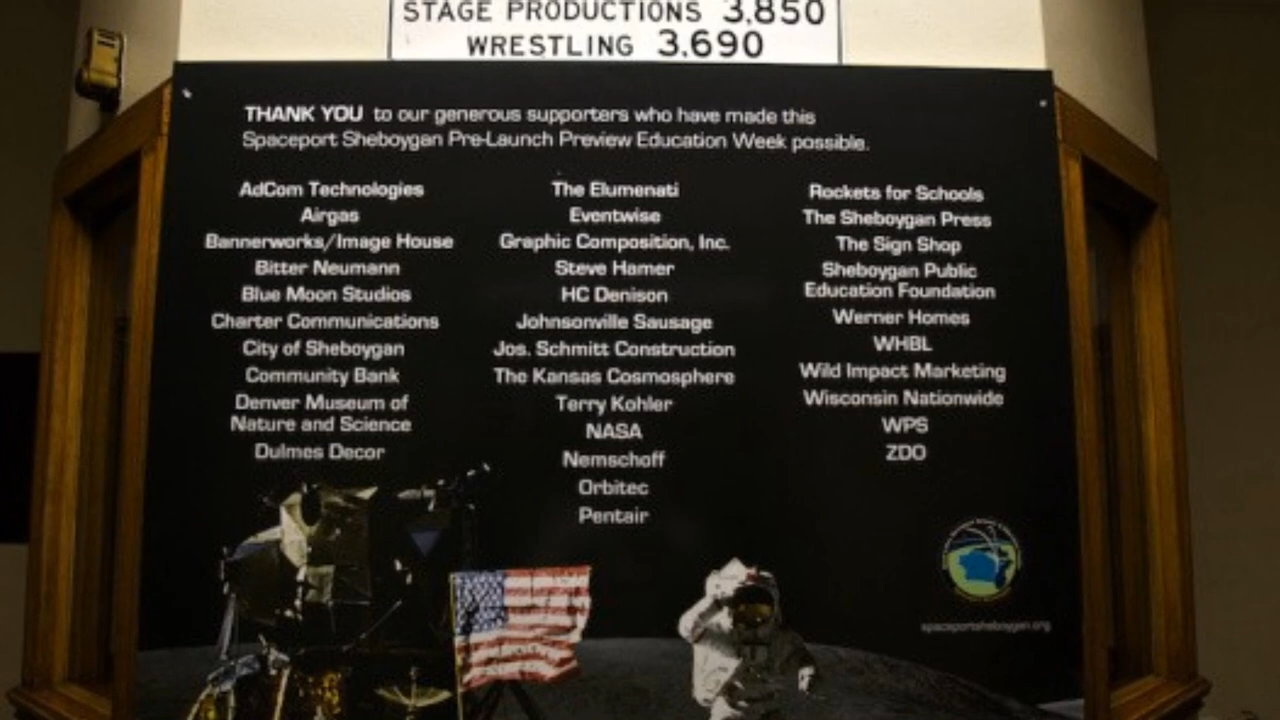 STAGE PRODUCTIONS 3,850
WRESTLING 3,690
THANK YOU to our generous supporters who have made this
Spaceport Sheboygan Pre-Launch Preview Education Week possible.
AdCom Technologies
Airgas
Bannerworks/Image House
Bitter Neumann
Blue Moon Studios
Charter Communications
City of Sheboygan
Community Bank
Denver Museum of
Nature and Science
Dulmes Decor
The Elumenati
Eventwise
Graphic Composition, Inc.
Steve Hamer
HC Denison
Johnsonville Sausage
Jos. Schmitt Construction
The Kansas Cosmosphere
Terry Kohler
NASA
Nemschoff
Orbitec
Pentair
Rockets for Schools
The Sheboygan Press
The Sign Shop
Sheboygan Public
Education Foundation
Werner Homes
WHBL
Wild Impact Marketing
Wisconsin Nationwide
WPS
ZDO
spaceportsheboygan.org